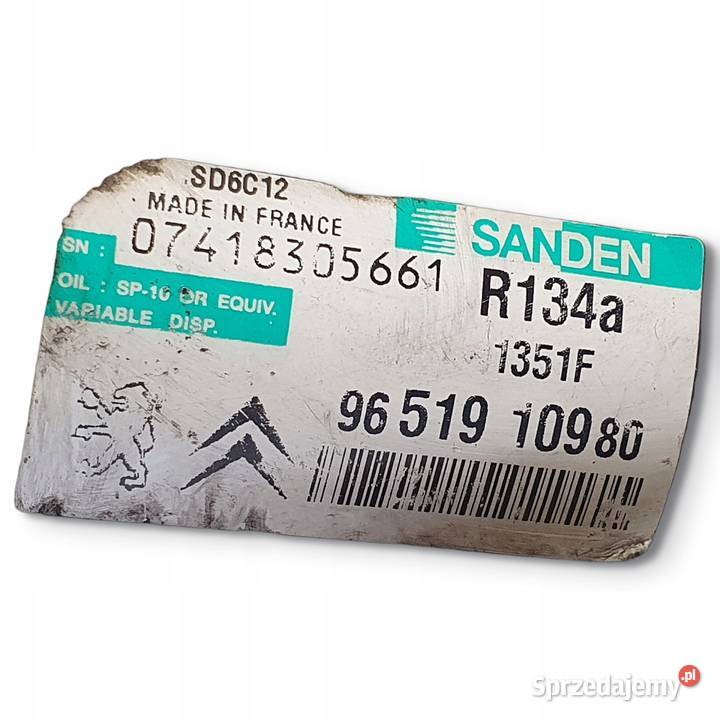 SD6C12
MADE IN FRANCE
SN : 07418305661
OIL : SP-10 OR EQUIV.
VARIABLE DISP.
SANDEN
R134a
1351F
96 519 109 80
Sprzedajemy.pl